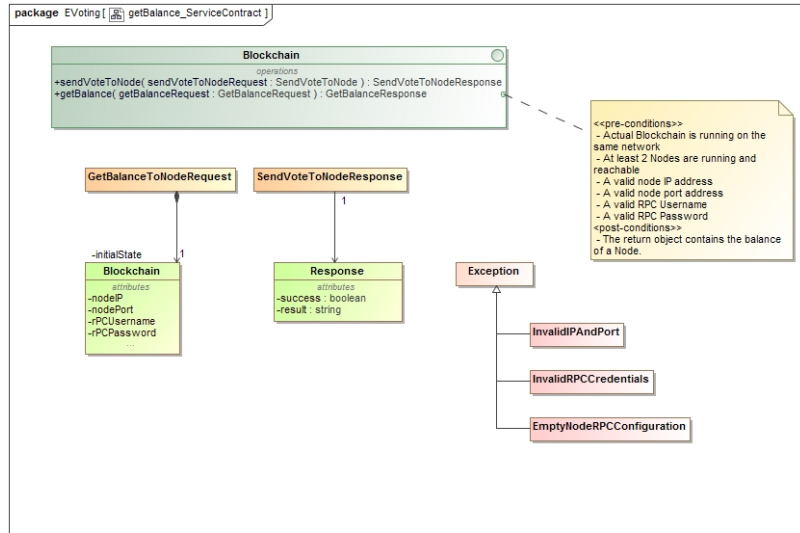 package EVoting [ getBalance_ServiceContract ]
Blockchain
operations
+sendVoteToNode( sendVoteToNodeRequest : SendVoteToNode ) : SendVoteToNodeResponse
+getBalance( getBalanceRequest : GetBalanceRequest ) : GetBalanceResponse
<<pre-conditions>>
- Actual Blockchain is running on the
same network
- At least 2 Nodes are running and
reachable
- A valid node IP address
- A valid node port address
- A valid RPC Username
- A valid RPC Password
<post-conditions>>
- The return object contains the balance
of a Node.
GetBalanceToNodeRequest
SendVoteToNodeResponse
1
-initialState
1
Blockchain
attributes
-nodeIP
-nodePort
-rPCUsername
-rPCPassword
...
Response
attributes
-success : boolean
-result : string
Exception
InvalidIPAndPort
InvalidRPCCredentials
EmptyNodeRPCConfiguration